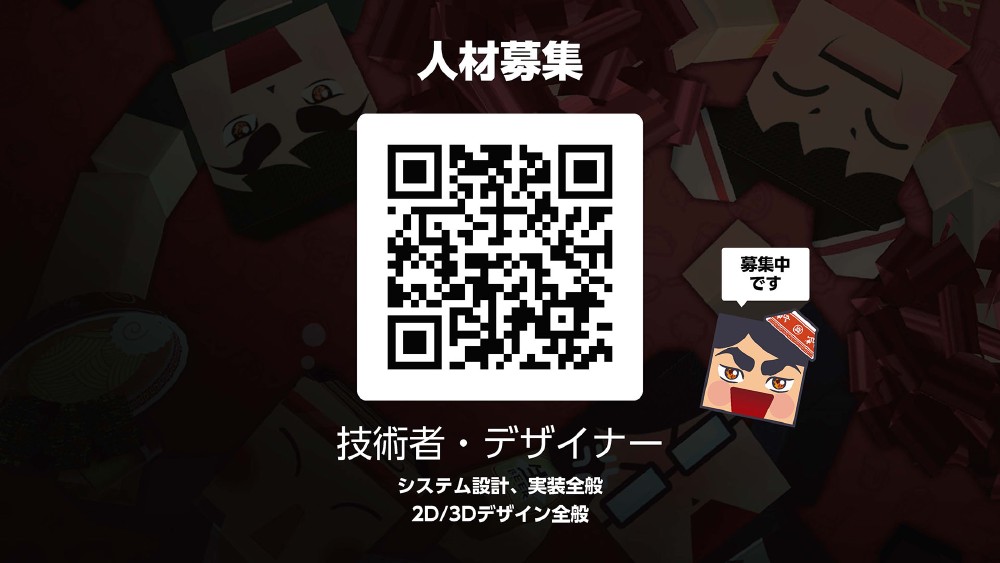 人材募集
募集中
です
技術者・デザイナー
システム設計、実装全般
2D/3Dデザイン全般